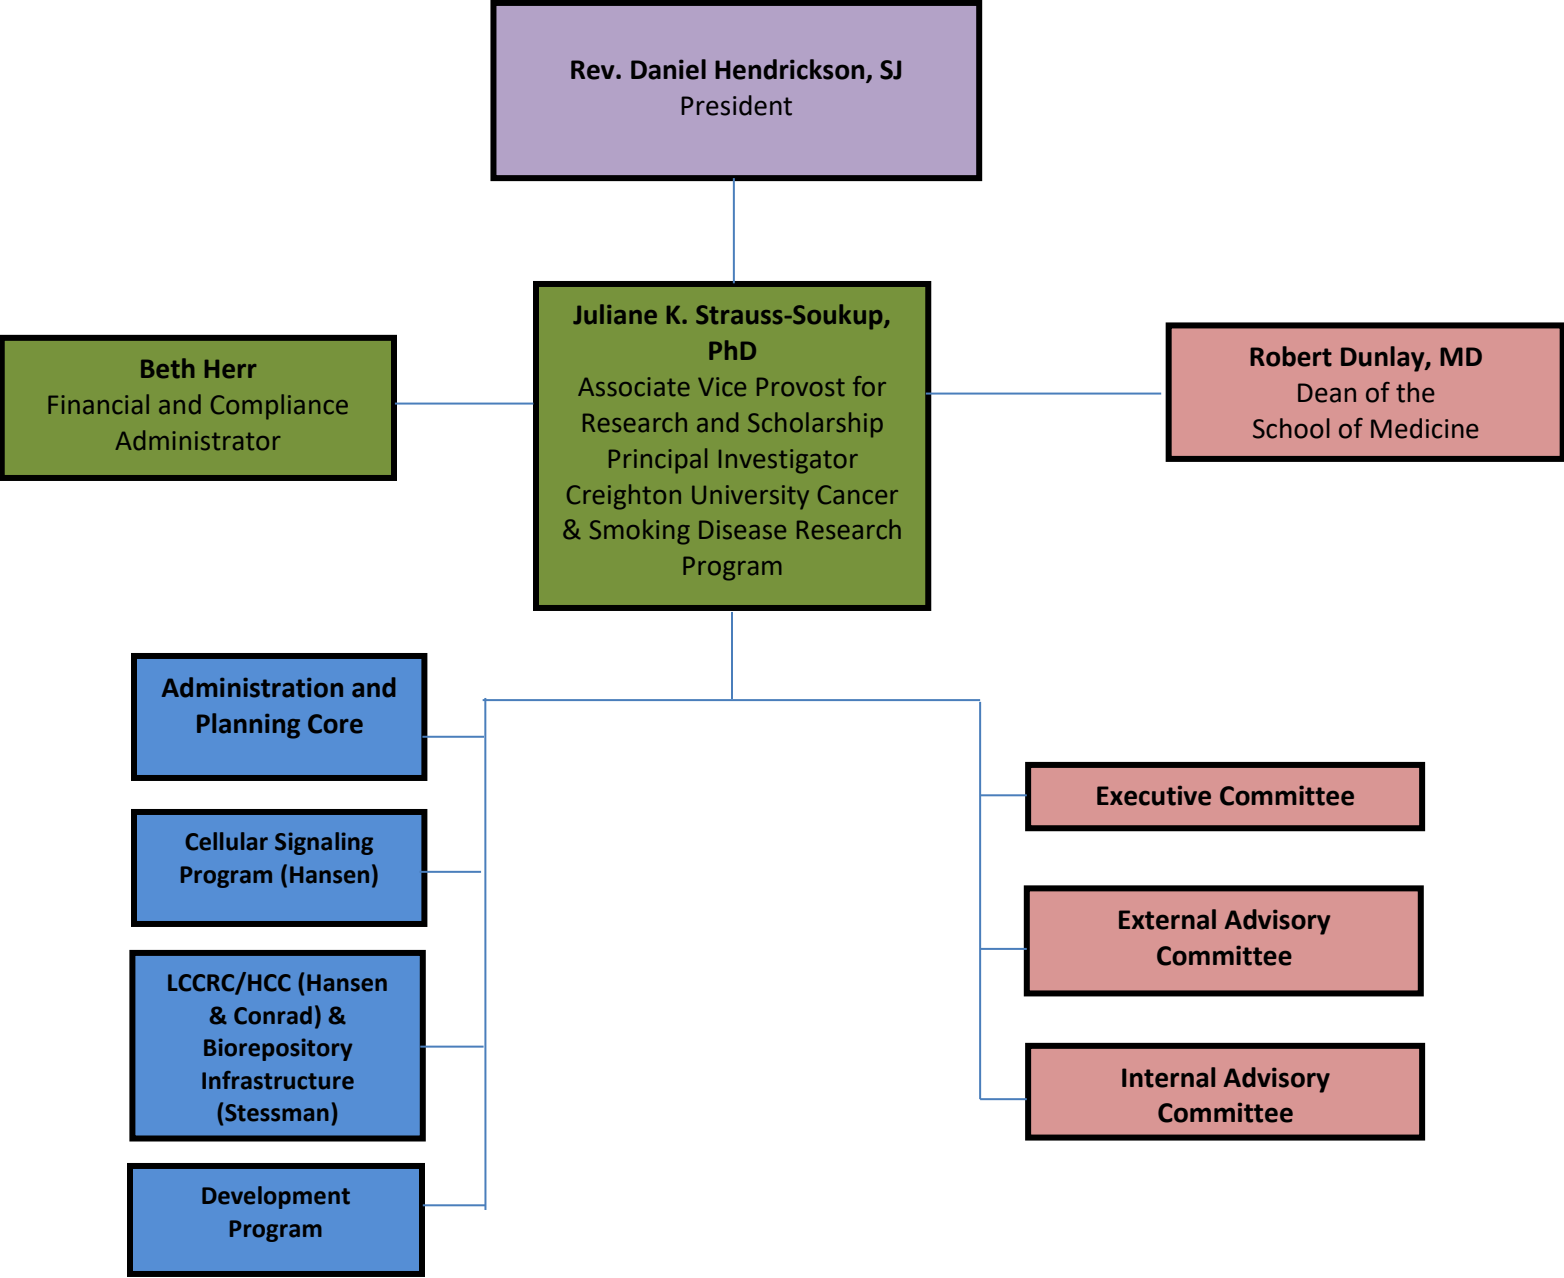 Rev. Daniel Hendrickson, SJ
President
Beth Herr
Financial and Compliance
Administrator
Juliane K. Strauss-Soukup,
PhD
Associate Vice Provost for
Research and Scholarship
Principal Investigator
Creighton University Cancer
& Smoking Disease Research
Program
Robert Dunlay, MD
Dean of the
School of Medicine
Administration and
Planning Core
Cellular Signaling
Program (Hansen)
LCCRC/HCC (Hansen
& Conrad) &
Biorepository
Infrastructure
(Stessman)
Development
Program
Executive Committee
External Advisory
Committee
Internal Advisory
Committee